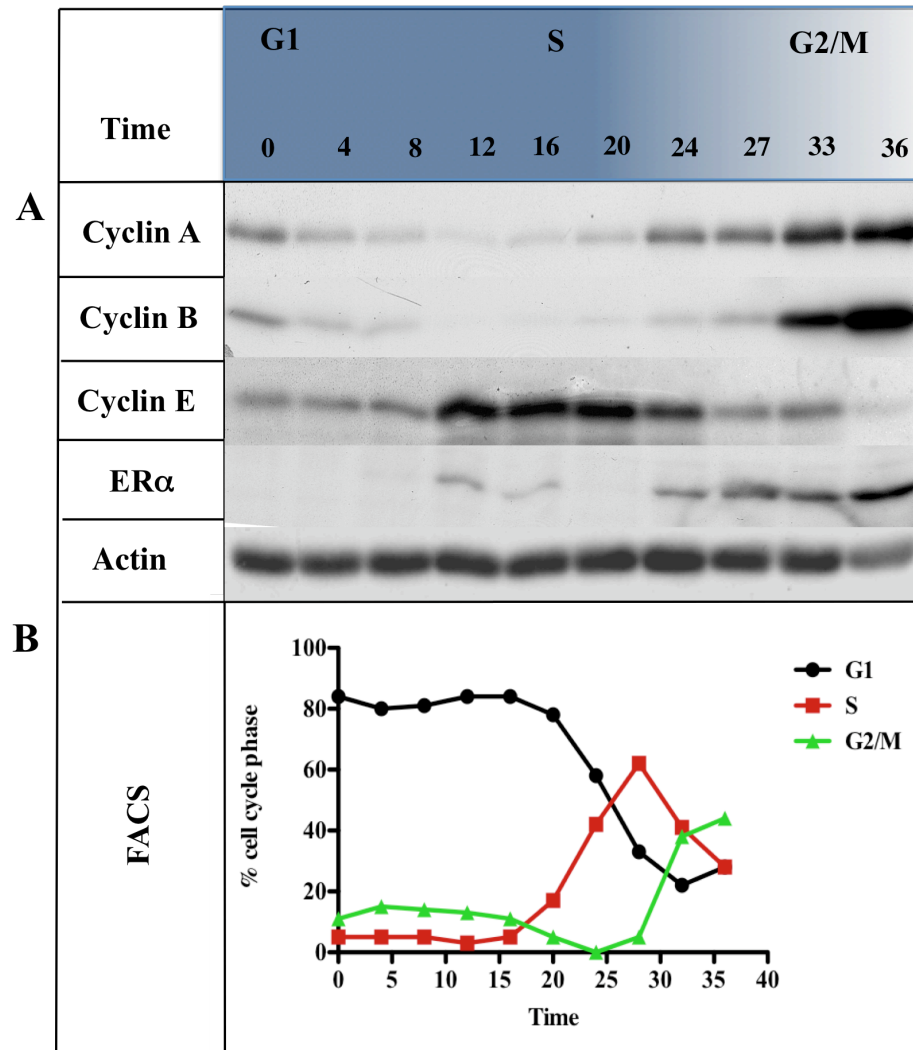 G1 S G2/M
Time
0 4 8 12 16 20 24 27 33 36
A
Cyclin A
Cyclin B
Cyclin E
ERα
Actin
B
FACS
% cell cycle phase
100
80
60
40
20
0
0 5 10 15 20 25 30 35 40
Time
G1
S
G2/M